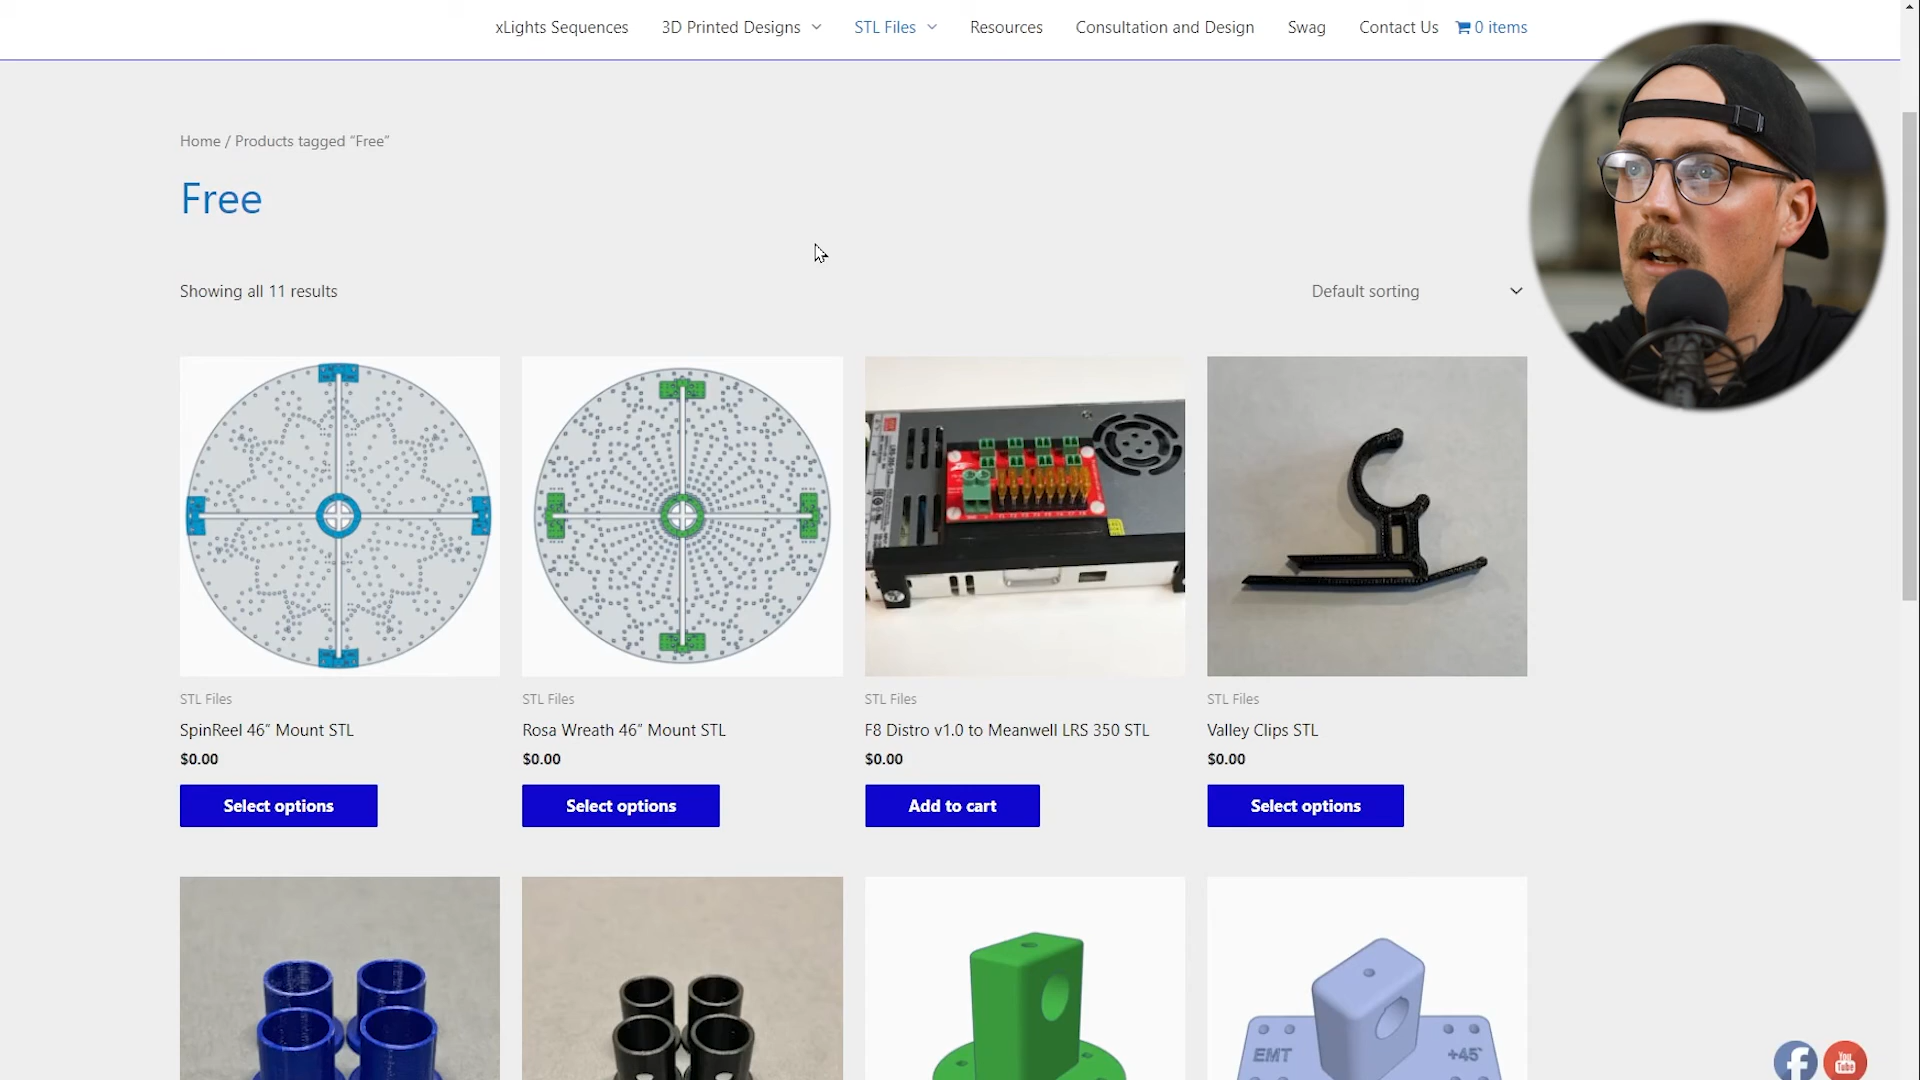 xLights Sequences 3D Printed Designs STL Files Resources Consultation and Design Swag Contact Us 0 items
Home / Products tagged “Free”
Free
Showing all 11 results Default sorting
STL Files STL Files STL Files STL Files
SpinReel 46” Mount STL Rosa Wreath 46” Mount STL F8 Distro v1.0 to Meanwell LRS 350 STL Valley Clips STL
$0.00 $0.00 $0.00 $0.00
Select options Select options Add to cart Select options
EMT +45°
You
Tube